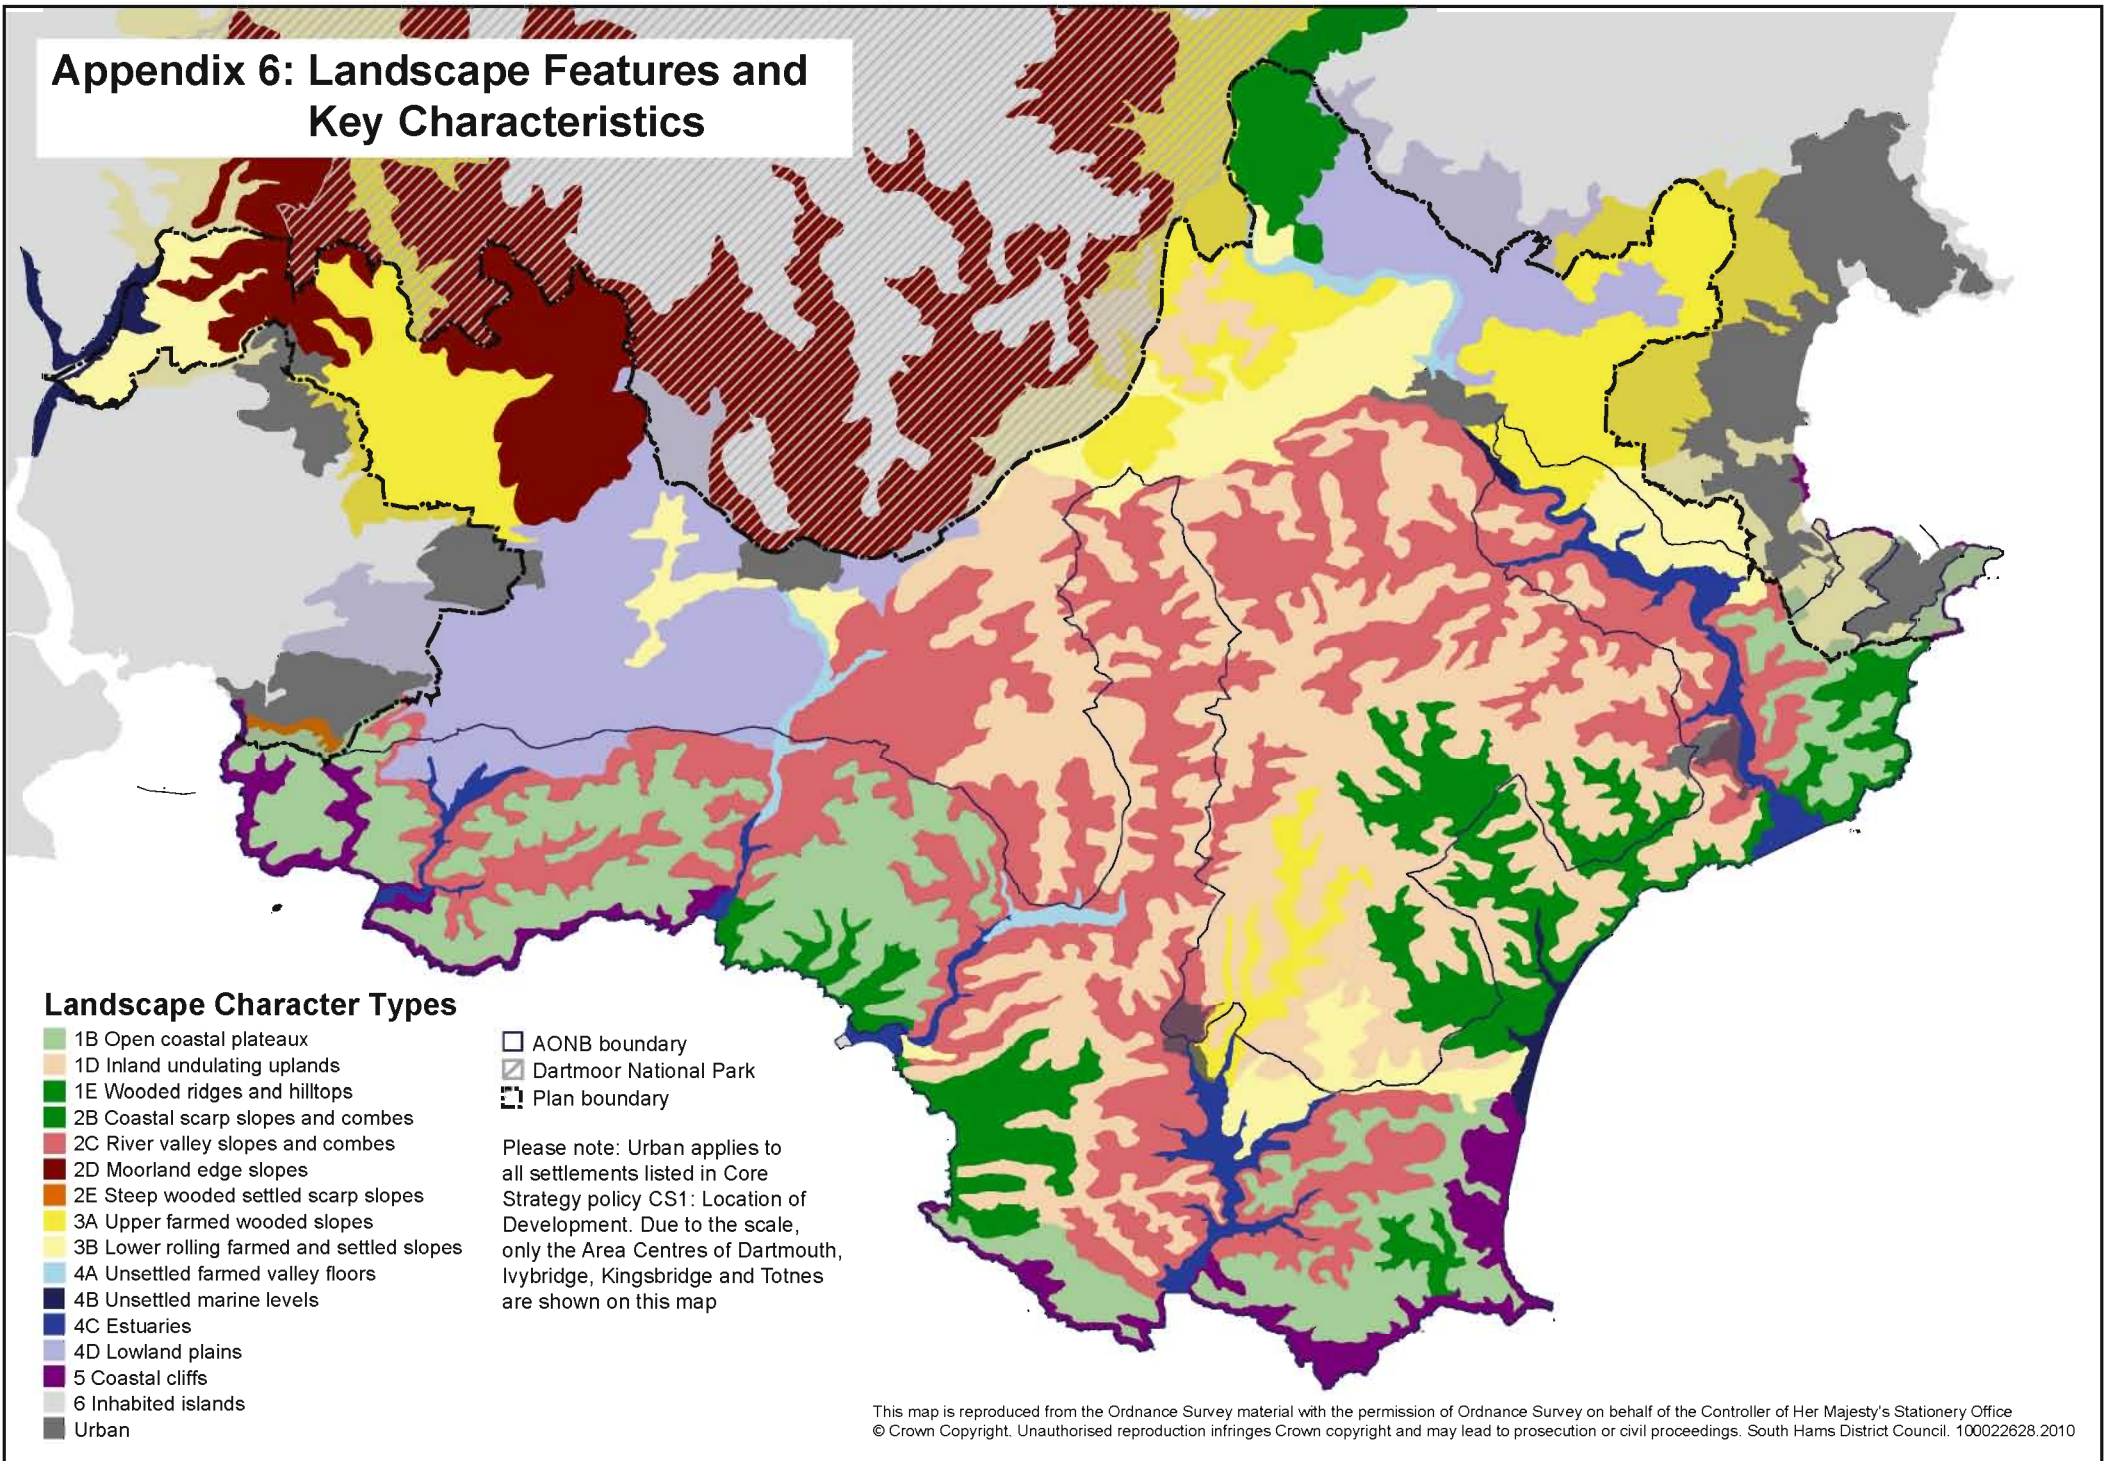 Appendix 6: Landscape Features and
Key Characteristics
Landscape Character Types
1B Open coastal plateaux
1D Inland undulating uplands
1E Wooded ridges and hilltops
2B Coastal scarp slopes and combes
2C River valley slopes and combes
2D Moorland edge slopes
2E Steep wooded settled scarp slopes
3A Upper farmed wooded slopes
3B Lower rolling farmed and settled slopes
4A Unsettled farmed valley floors
4B Unsettled marine levels
4C Estuaries
4D Lowland plains
5 Coastal cliffs
6 Inhabited islands
Urban
AONB boundary
Dartmoor National Park
Plan boundary
Please note: Urban applies to
all settlements listed in Core
Strategy policy CS1: Location of
Development. Due to the scale,
only the Area Centres of Dartmouth,
Ivybridge, Kingsbridge and Totnes
are shown on this map
This map is reproduced from the Ordnance Survey material with the permission of Ordnance Survey on behalf of the Controller of Her Majesty's Stationery Office
© Crown Copyright. Unauthorised reproduction infringes Crown copyright and may lead to prosecution or civil proceedings. South Hams District Council. 100022628.2010